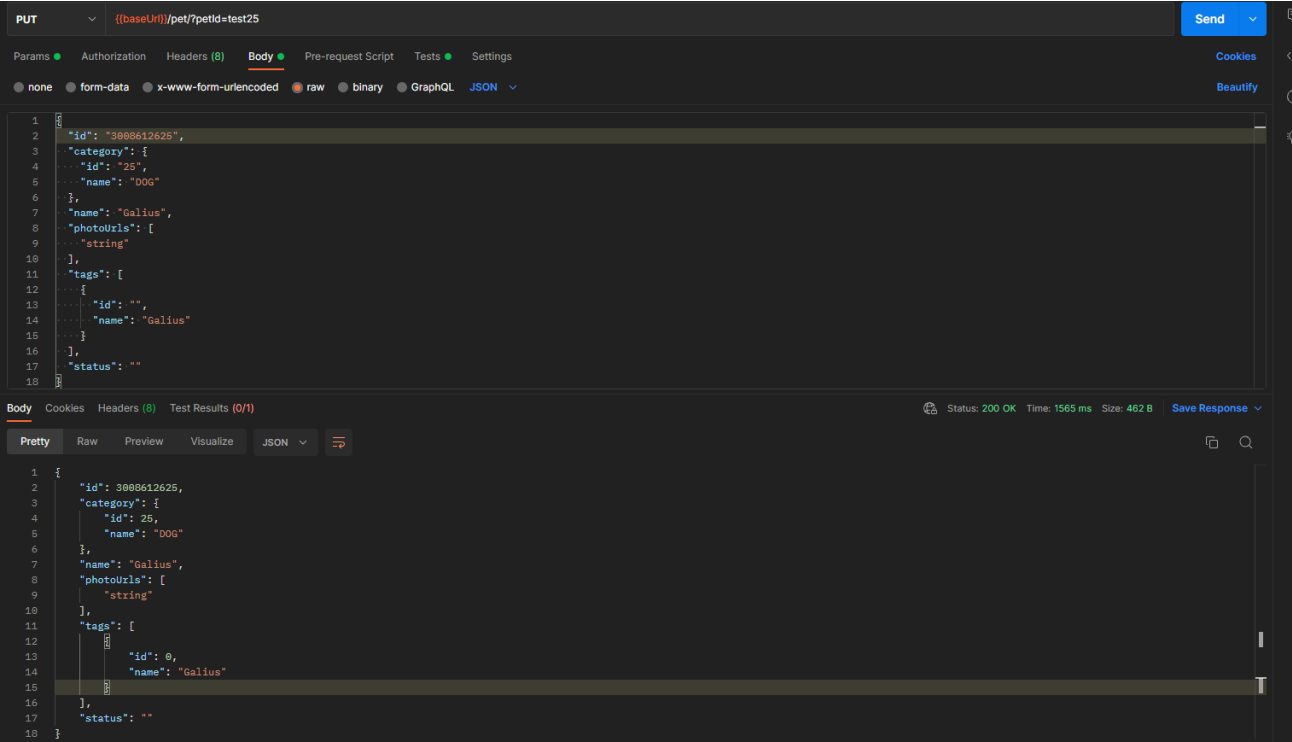 PUT {{baseUrl}}/pet/?petId=test25 Send
Params Authorization Headers (8) Body Pre-request Script Tests Settings Cookies
none form-data x-www-form-urlencoded raw binary GraphQL JSON Beautify
1 {
2 "id": "3008612625",
3 "category": {
4 "id": "25",
5 "name": "DOG"
6 },
7 "name": "Galius",
8 "photoUrls": [
9 "string"
10 ],
11 "tags": [
12 {
13 "id": "",
14 "name": "Galius"
15 }
16 ],
17 "status": ""
18 }
Body Cookies Headers (8) Test Results (0/1) Status: 200 OK Time: 1565 ms Size: 462 B Save Response
Pretty Raw Preview Visualize JSON
1 {
2 "id": 3008612625,
3 "category": {
4 "id": 25,
5 "name": "DOG"
6 },
7 "name": "Galius",
8 "photoUrls": [
9 "string"
10 ],
11 "tags": [
12 {
13 "id": 0,
14 "name": "Galius"
15 }
16 ],
17 "status": ""
18 }